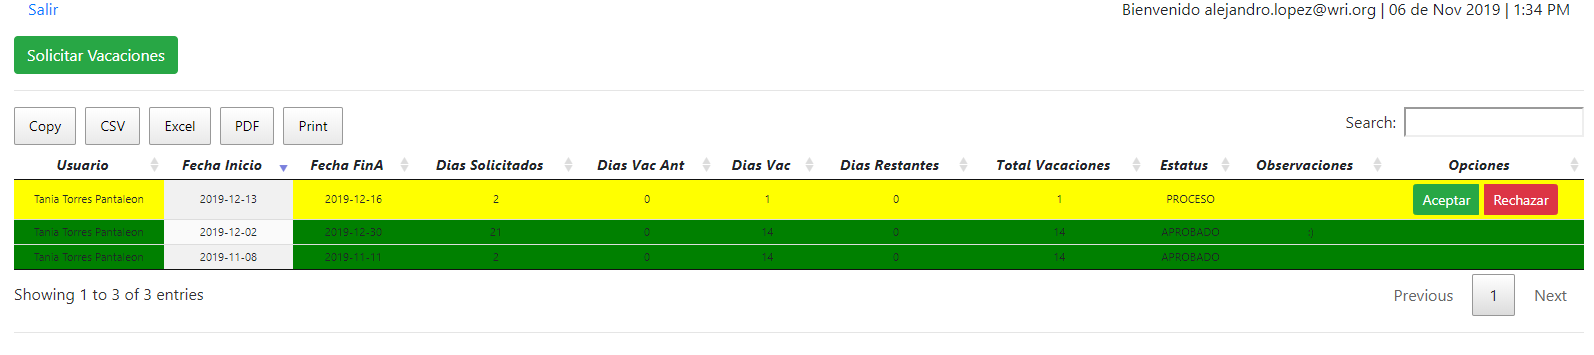 Salir
Bienvenido alejandro.lopez@wri.org | 06 de Nov 2019 | 1:34 PM
Solicitar Vacaciones
Copy CSV Excel PDF Print
Search:
Usuario Fecha Inicio Fecha FinA Dias Solicitados Dias Vac Ant Dias Vac Dias Restantes Total Vacaciones Estatus Observaciones Opciones
Tania Torres Pantaleon 2019-12-13 2019-12-16 2 0 1 0 1 PROCESO Aceptar Rechazar
Tania Torres Pantaleon 2019-12-02 2019-12-30 21 0 14 0 14 APROBADO :)
Tania Torres Pantaleon 2019-11-08 2019-11-11 2 0 14 0 14 APROBADO
Showing 1 to 3 of 3 entries
Previous 1 Next